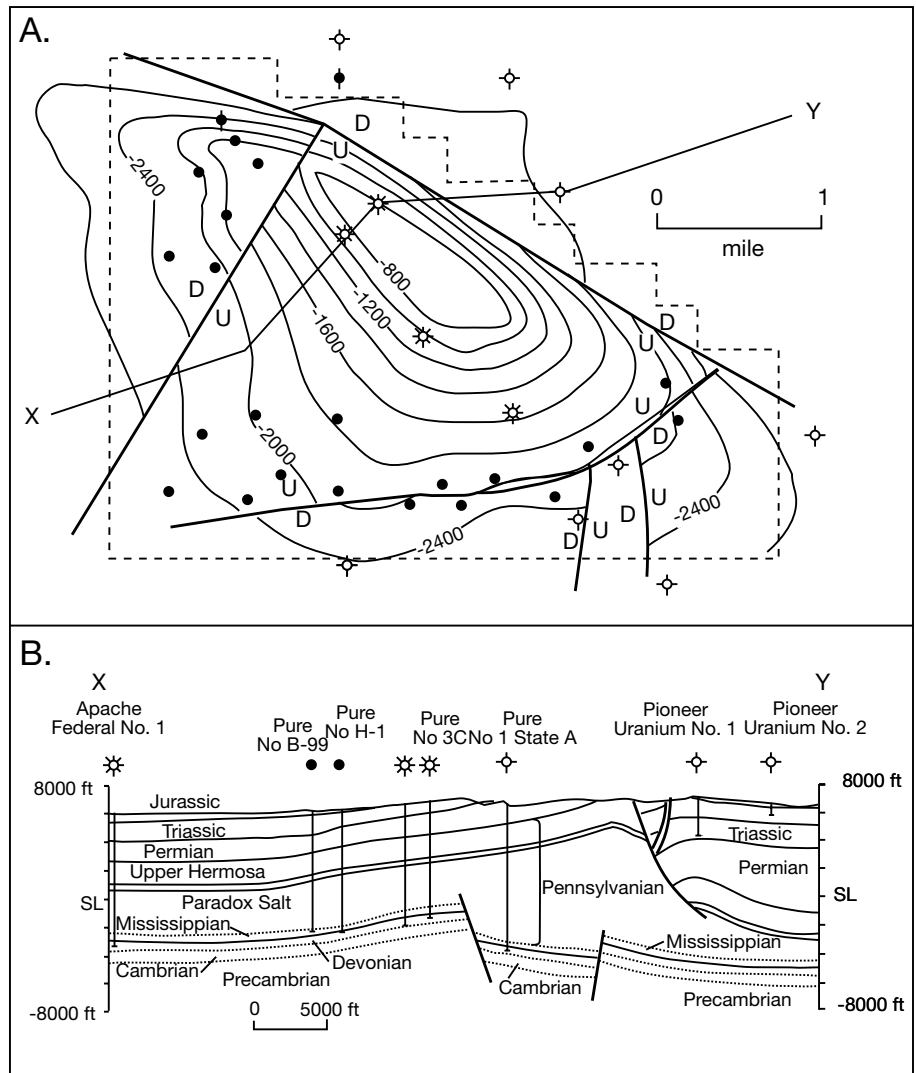 A.
D
U
Y
-2400
0 1
mile
-800
D
-1200
U
-1600
D
U
X
U
D
-2000
U
D
U
D
-2400
-2400
D
U
B.
X
Y
Apache
Federal No. 1
Pure
No B-99
Pure
No H-1
Pure
No 3C
Pure
No 1 State A
Pioneer
Uranium No. 1
Pioneer
Uranium No. 2
8000 ft
8000 ft
Jurassic
Triassic
Triassic
Permian
Permian
Upper Hermosa
Pennsylvanian
SL
Paradox Salt
SL
Mississippian
Mississippian
Devonian
Cambrian
Precambrian
Cambrian
Precambrian
-8000 ft
0 5000 ft
-8000 ft